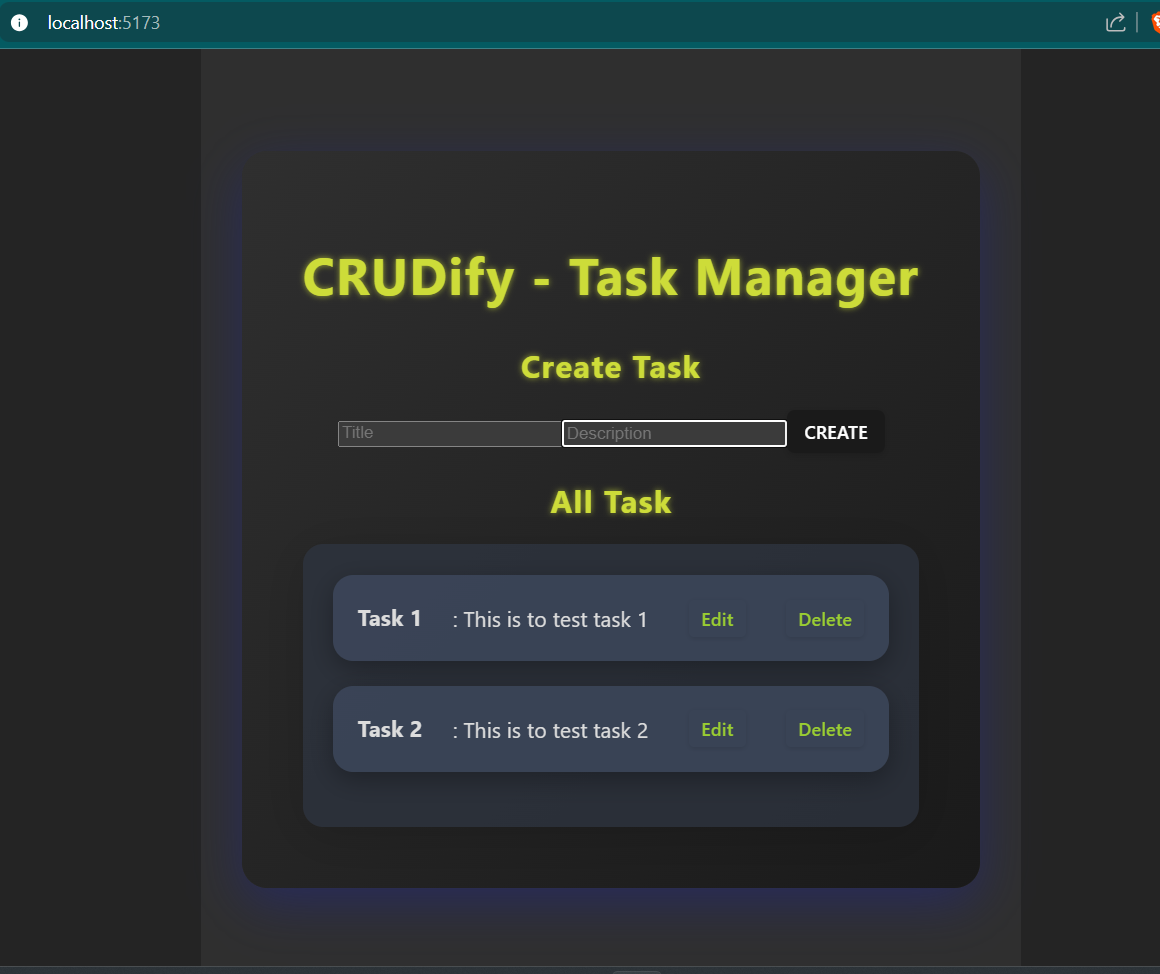 localhost:5173
CRUDify - Task Manager
Create Task
Title Description CREATE
All Task
Task 1 : This is to test task 1 Edit Delete
Task 2 : This is to test task 2 Edit Delete